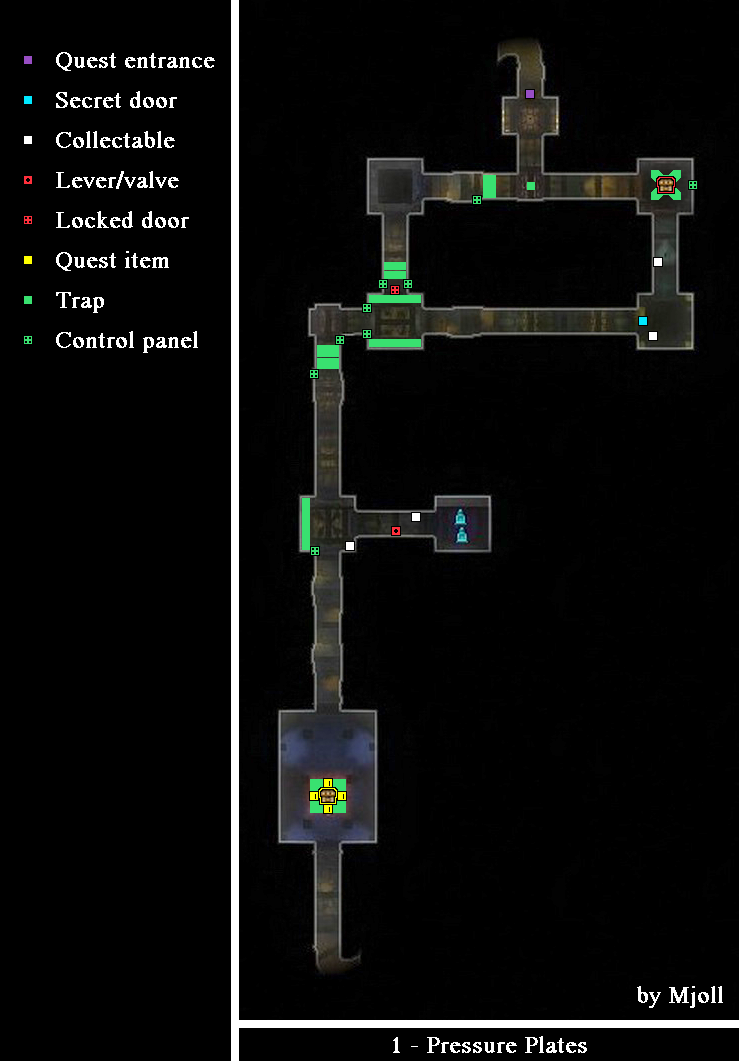 Quest entrance
Secret door
Collectable
Lever/valve
Locked door
Quest item
Trap
Control panel
by Mjoll
1 - Pressure Plates